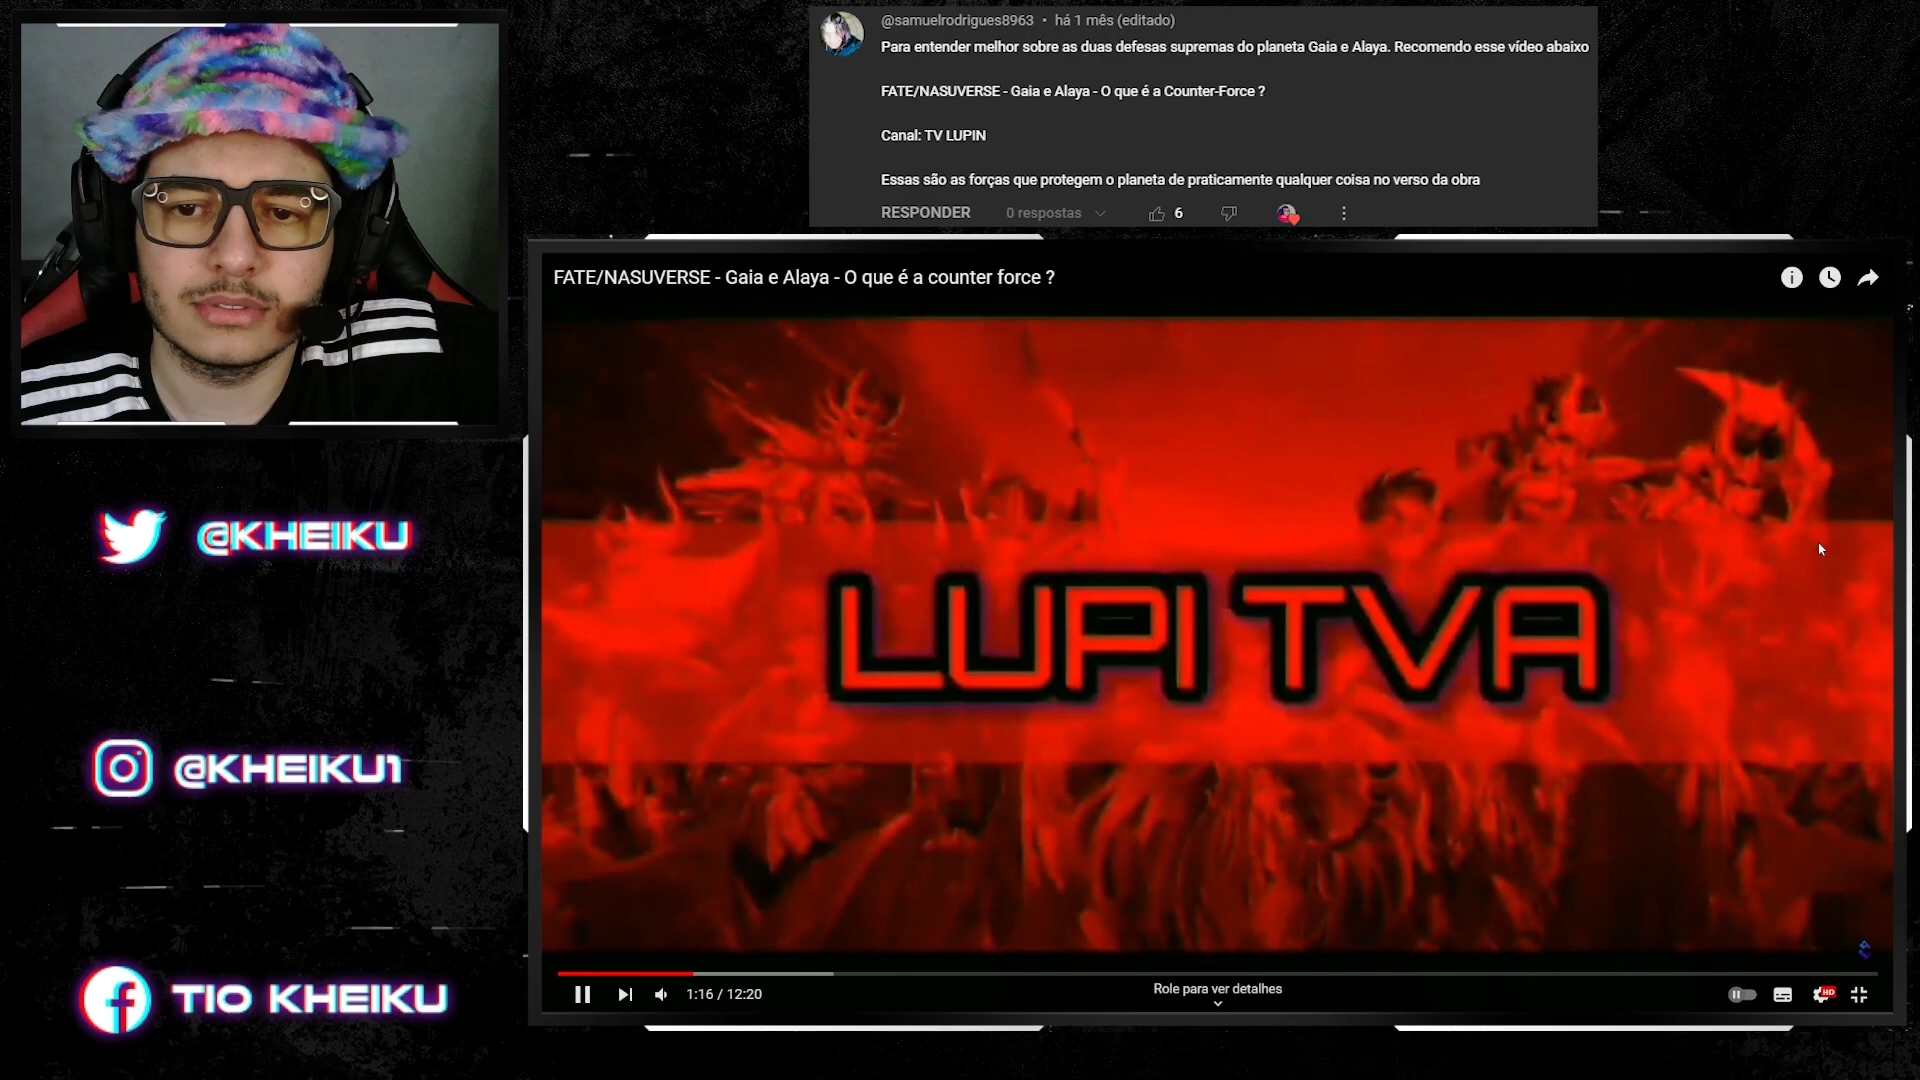 @samuelrodrigues8963 • há 1 mês (editado)
Para entender melhor sobre as duas defesas supremas do planeta Gaia e Alaya. Recomendo esse vídeo abaixo
FATE/NASUVERSE - Gaia e Alaya - O que é a Counter-Force ?
Canal: TV LUPIN
Essas são as forças que protegem o planeta de praticamente qualquer coisa no verso da obra
RESPONDER 0 respostas 6
FATE/NASUVERSE - Gaia e Alaya - O que é a counter force ?
LUPI TVA
@KHEIKU
@KHEIKU1
TIO KHEIKU
1:16 / 12:20
Role para ver detalhes
HD